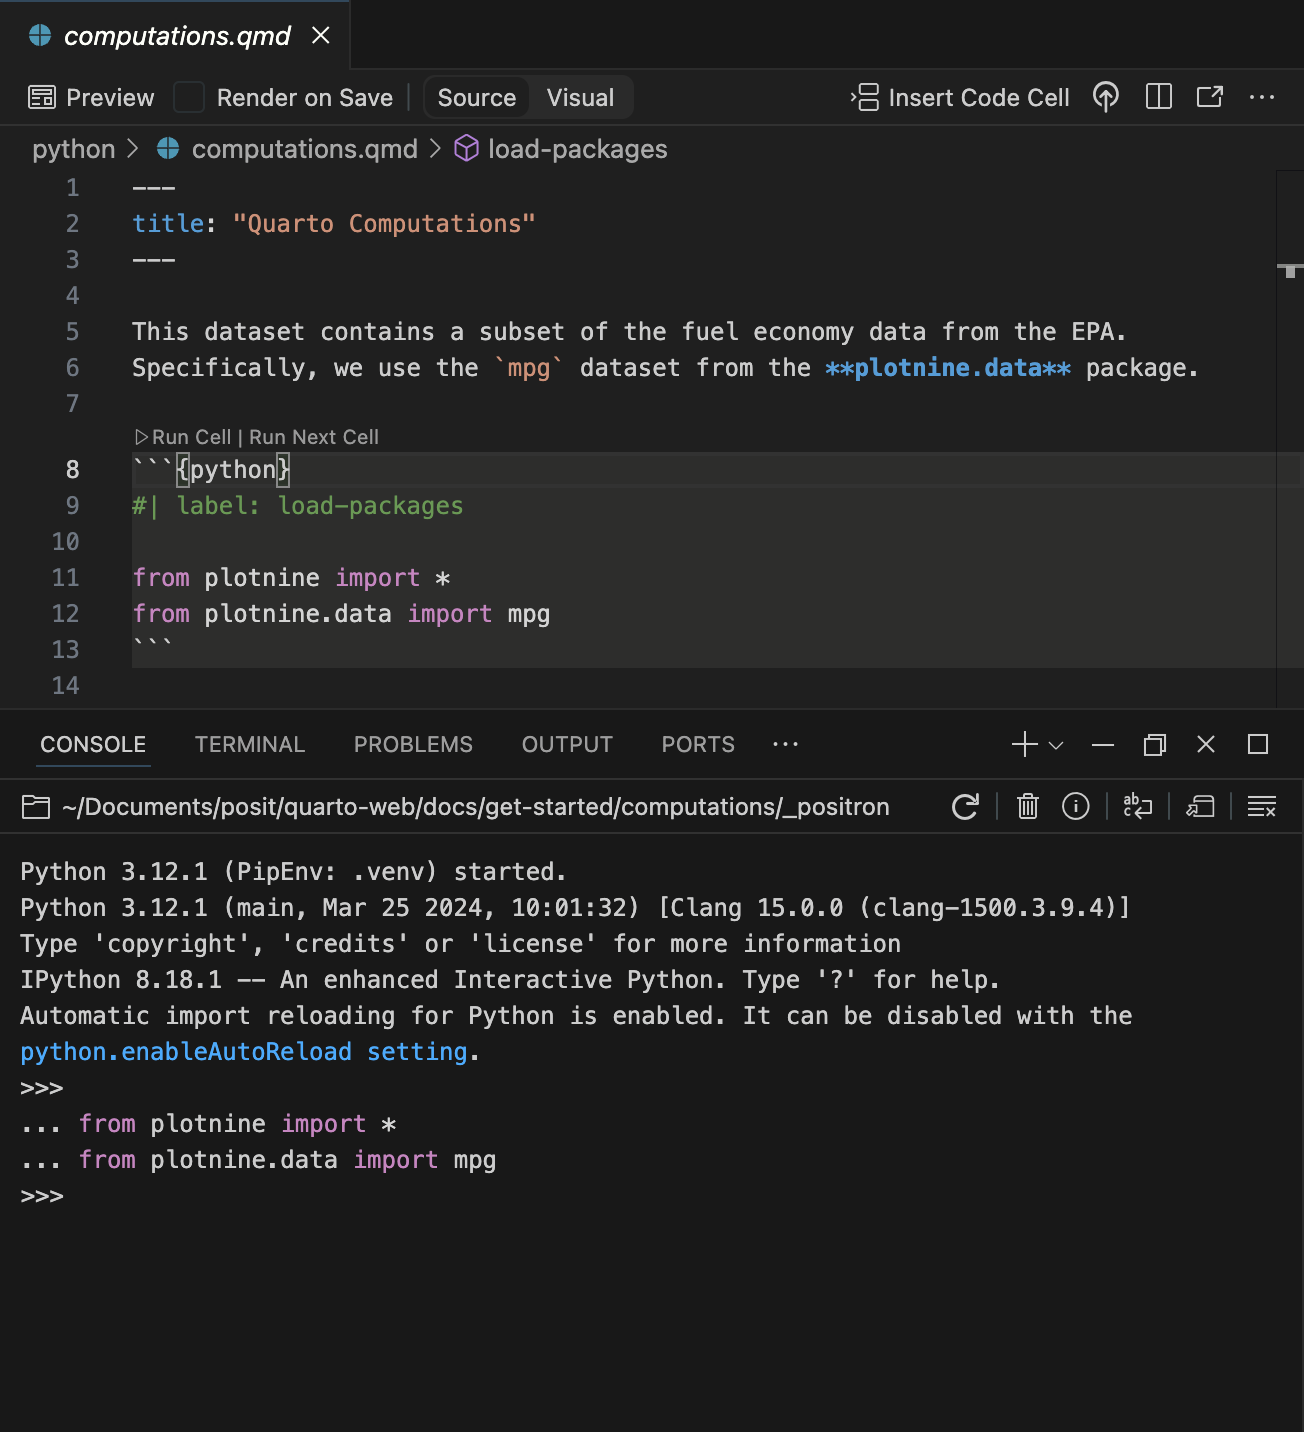 computations.qmd
Preview Render on Save Source Visual Insert Code Cell
python > computations.qmd > load-packages
1 ---
2 title: "Quarto Computations"
3 ---
4
5 This dataset contains a subset of the fuel economy data from the EPA.
6 Specifically, we use the `mpg` dataset from the **plotnine.data** package.
7
Run Cell | Run Next Cell
8 ```{python}
9 #| label: load-packages
10
11 from plotnine import *
12 from plotnine.data import mpg
13 ```
14
CONSOLE TERMINAL PROBLEMS OUTPUT PORTS
~/Documents/posit/quarto-web/docs/get-started/computations/_positron
Python 3.12.1 (PipEnv: .venv) started.
Python 3.12.1 (main, Mar 25 2024, 10:01:32) [Clang 15.0.0 (clang-1500.3.9.4)]
Type 'copyright', 'credits' or 'license' for more information
IPython 8.18.1 -- An enhanced Interactive Python. Type '?' for help.
Automatic import reloading for Python is enabled. It can be disabled with the
python.enableAutoReload setting.
>>>
... from plotnine import *
... from plotnine.data import mpg
>>>